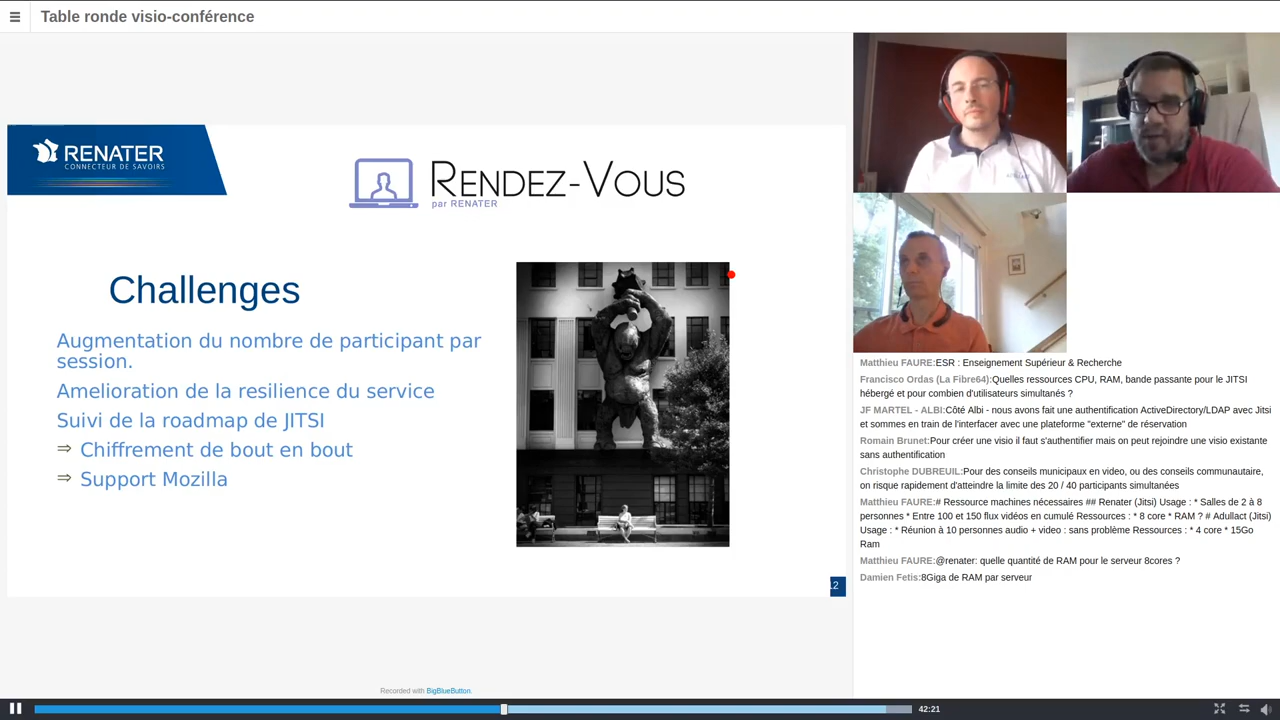 Table ronde visio-conférence
RENATER
CONNECTEUR DE SAVOIRS
RENDEZ-VOUS
par RENATER
Challenges
Augmentation du nombre de participant par
session.
Amelioration de la resilience du service
Suivi de la roadmap de JITSI
⇒ Chiffrement de bout en bout
⇒ Support Mozilla
12
Matthieu FAURE:ESR : Enseignement Supérieur & Recherche
Francisco Ordas (La Fibre64):Quelles ressources CPU, RAM, bande passante pour le JITSI
hébergé et pour combien d'utilisateurs simultanés ?
JF MARTEL - ALBI:Côté Albi - nous avons fait une authentification ActiveDirectory/LDAP avec Jitsi
et sommes en train de l'interfacer avec une plateforme "externe" de réservation
Romain Brunet:Pour créer une visio il faut s'authentifier mais on peut rejoindre une visio existante
sans authentification
Christophe DUBREUIL:Pour des conseils municipaux en video, ou des conseils communautaire,
on risque rapidement d'atteindre la limite des 20 / 40 participants simultanées
Matthieu FAURE:# Ressource machines nécessaires ## Renater (Jitsi) Usage : * Salles de 2 à 8
personnes * Entre 100 et 150 flux vidéos en cumulé Ressources : * 8 core * RAM ? # Adullact (Jitsi)
Usage : * Réunion à 10 personnes audio + video : sans problème Ressources : * 4 core * 15Go
Ram
Matthieu FAURE:@renater: quelle quantité de RAM pour le serveur 8cores ?
Damien Fetis:8Giga de RAM par serveur
Recorded with BigBlueButton.
42:21